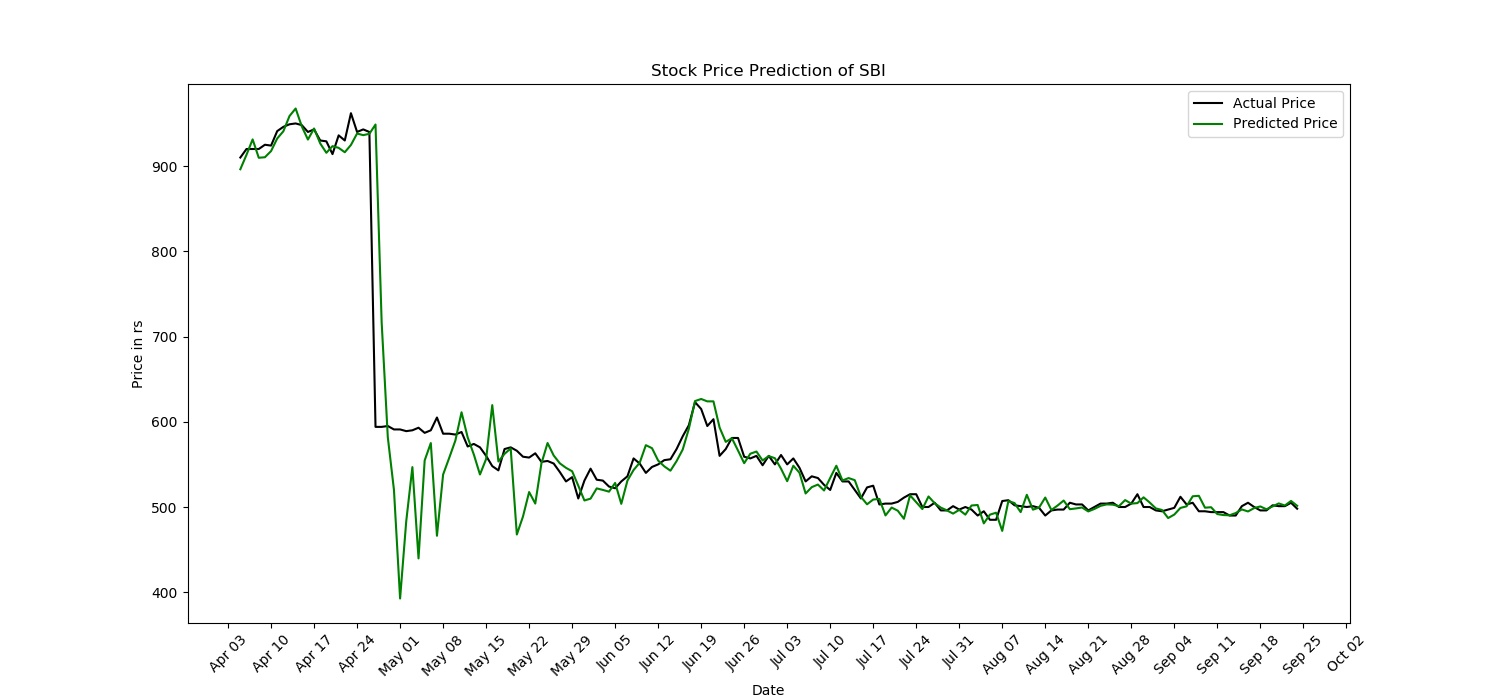 Stock Price Prediction of SBI
Actual Price
Predicted Price
Price in rs
900
800
700
600
500
400
Apr 03
Apr 10
Apr 17
Apr 24
May 01
May 08
May 15
May 22
May 29
Jun 05
Jun 12
Jun 19
Jun 26
Jul 03
Jul 10
Jul 17
Jul 24
Jul 31
Aug 07
Aug 14
Aug 21
Aug 28
Sep 04
Sep 11
Sep 18
Sep 25
Oct 02
Date